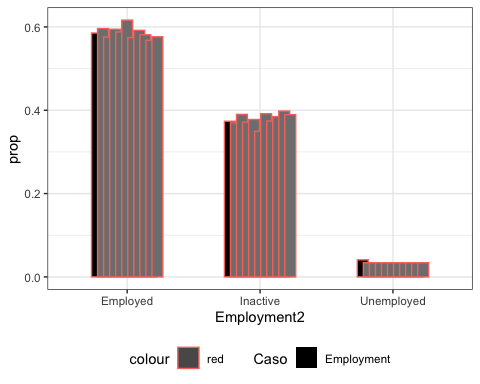 0.6
0.4
0.2
0.0
prop
Employed Inactive Unemployed
Employment2
colour red Caso Employment